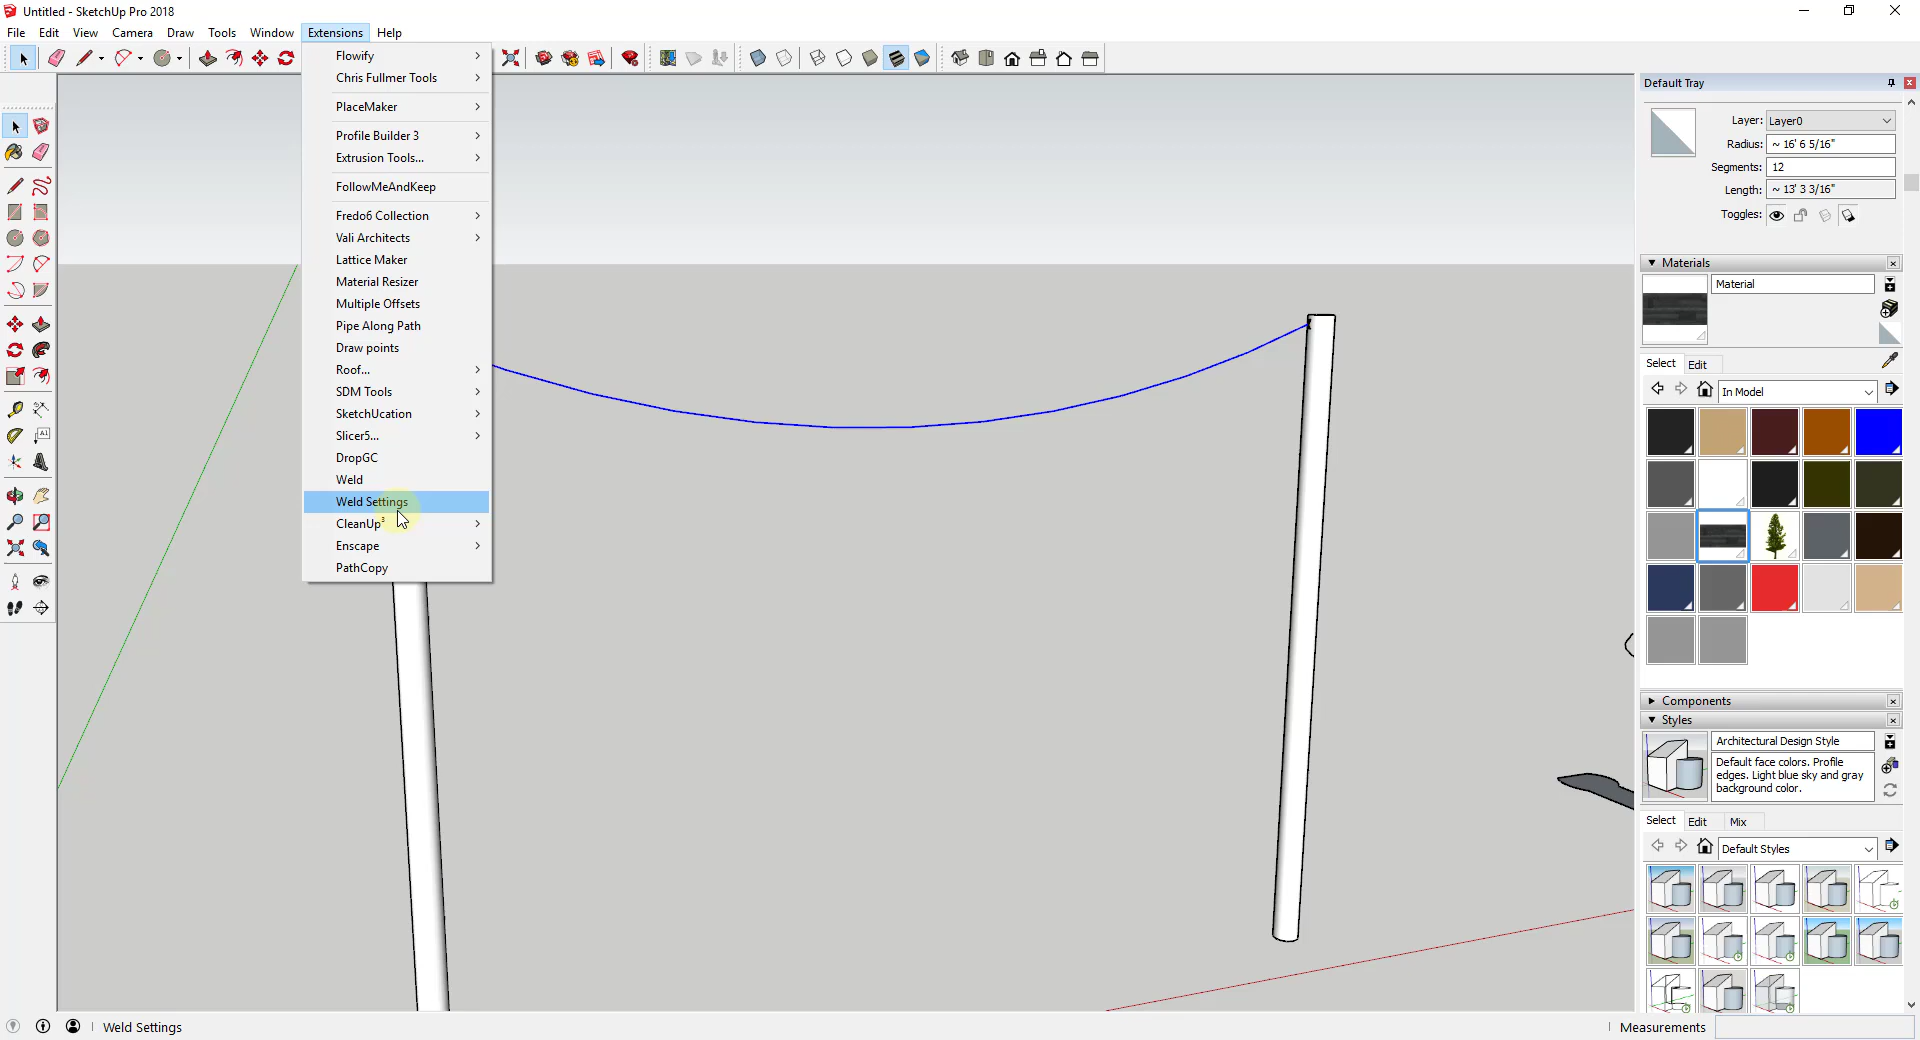 Untitled - SketchUp Pro 2018
File Edit View Camera Draw Tools Window Extensions Help
Flowify
Chris Fullmer Tools
PlaceMaker
Profile Builder 3
Extrusion Tools...
FollowMeAndKeep
Fredo6 Collection
Vali Architects
Lattice Maker
Material Resizer
Multiple Offsets
Pipe Along Path
Draw points
Roof...
SDM Tools
SketchUcation
Slicer5...
DropGC
Weld
Weld Settings
CleanUp³
Enscape
PathCopy
Default Tray
Layer: Layer0
Radius: ~ 16' 6 5/16"
Segments: 12
Length: ~ 13' 3 3/16"
Toggles:
Materials
Material
Select Edit
In Model
Components
Styles
Architectural Design Style
Default face colors. Profile
edges. Light blue sky and gray
background color.
Select Edit Mix
Default Styles
Weld Settings
Measurements